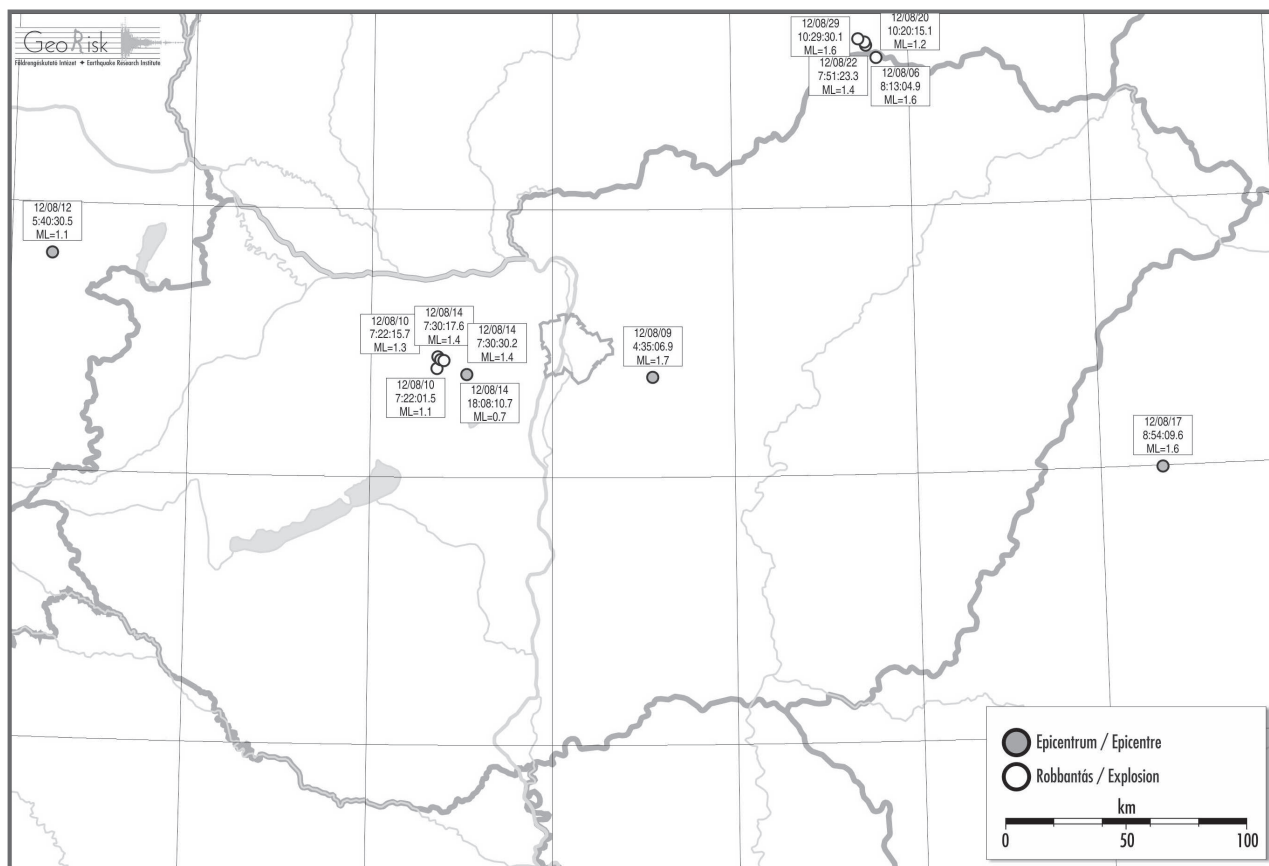 GeoRisk
Földrengéskutató Intézet ✦ Earthquake Research Institute
12/08/29
10:29:30.1
ML=1.6
12/08/20
10:20:15.1
ML=1.2
12/08/22
7:51:23.3
ML=1.4
12/08/06
8:13:04.9
ML=1.6
12/08/12
5:40:30.5
ML=1.1
12/08/10
7:22:15.7
ML=1.3
12/08/14
7:30:17.6
ML=1.4
12/08/14
7:30:30.2
ML=1.4
12/08/09
4:35:06.9
ML=1.7
12/08/10
7:22:01.5
ML=1.1
12/08/14
18:08:10.7
ML=0.7
12/08/17
8:54:09.6
ML=1.6
Epicentrum / Epicentre
Robbantás / Explosion
km
0 50 100